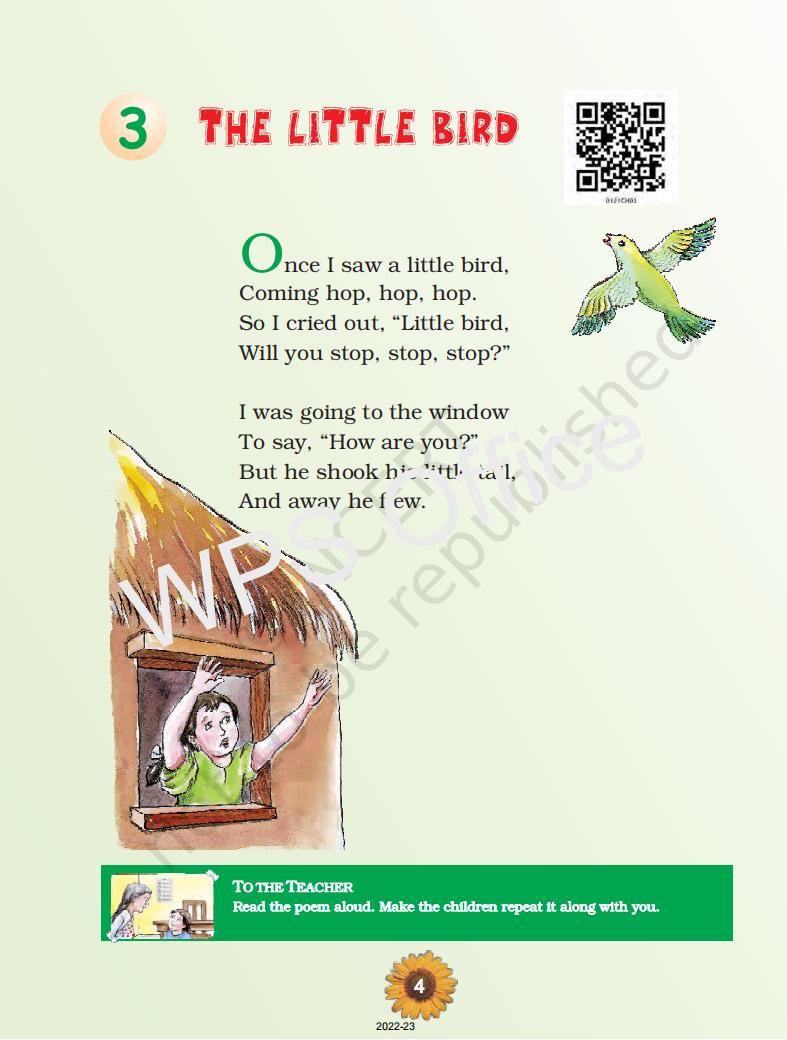 3 THE LITTLE BIRD
0121CH03
Once I saw a little bird,
Coming hop, hop, hop.
So I cried out, “Little bird,
Will you stop, stop, stop?”
I was going to the window
To say, “How are you?”
But he shook his little tail,
And away he f ew.
WPS Office
NCERT
be republished
TO THE TEACHER
Read the poem aloud. Make the children repeat it along with you.
4
2022-23